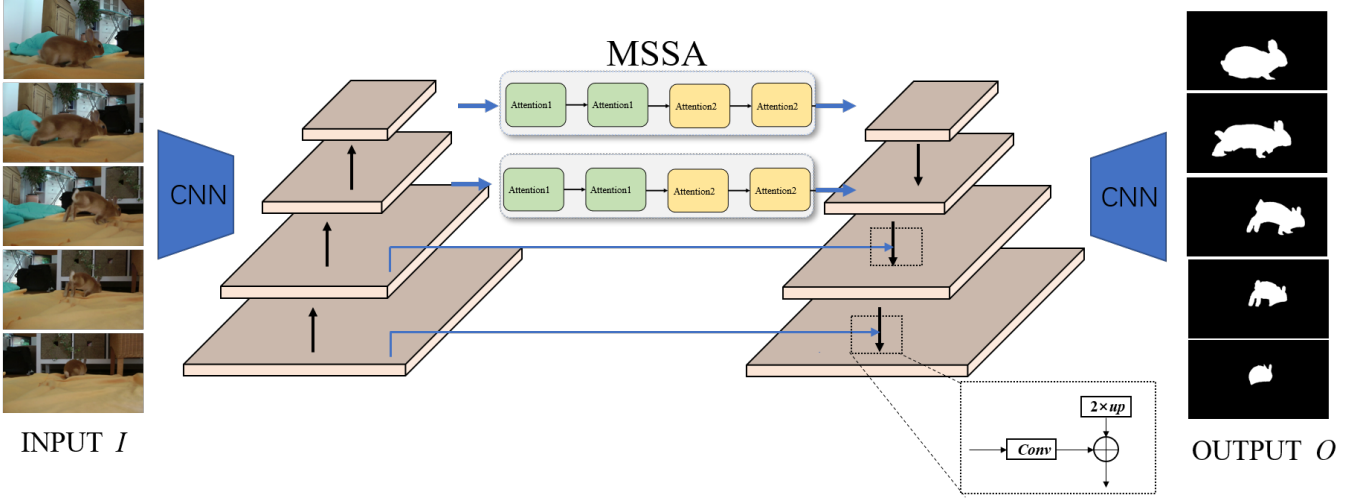 MSSA
Attention1 Attention1 Attention2 Attention2
CNN
Attention1 Attention1 Attention2 Attention2
CNN
2×up
Conv
INPUT I
OUTPUT O